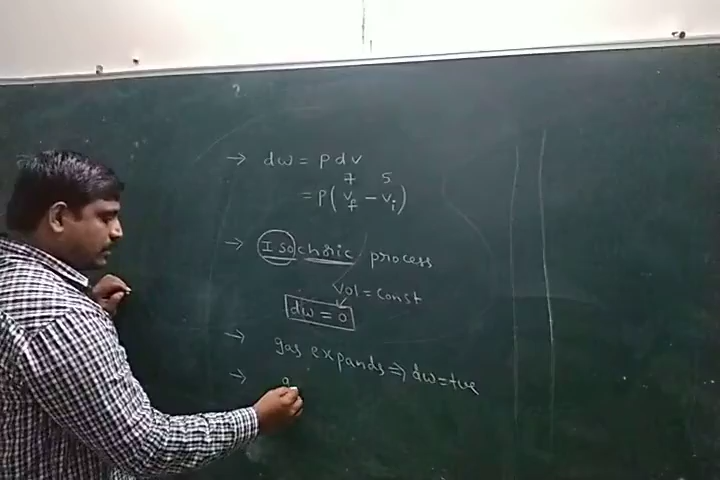 → dw = Pdv
7 5
= P(vf − vi)
→ Isochoric process
Vol = Const
dw = 0
→ gas expands ⇒ dw = +ve
→ g